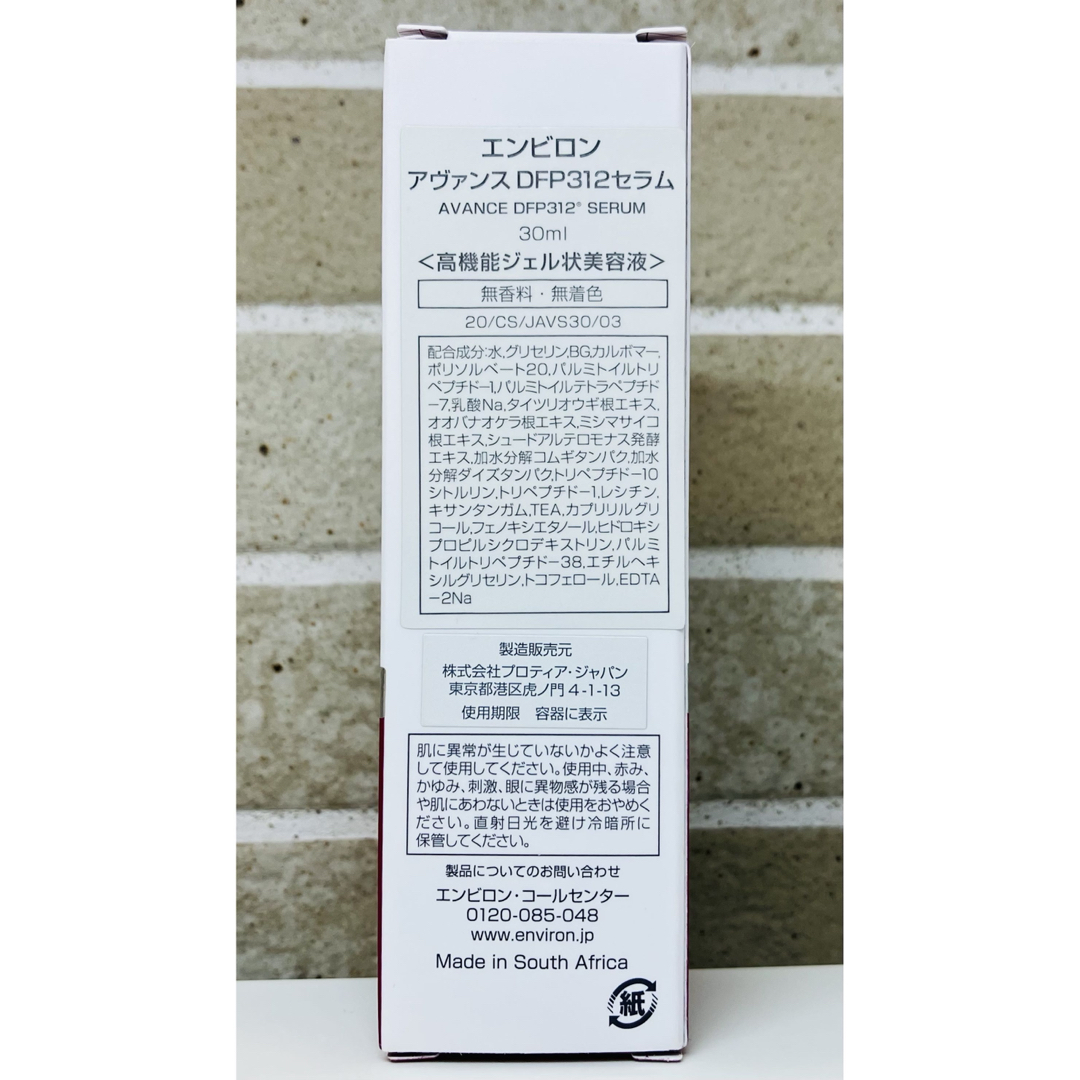 エンビロン
アヴァンス DFP312セラム
AVANCE DFP312® SERUM
30ml
<高機能ジェル状美容液>
無香料・無着色
20/CS/JAVS30/03
配合成分:水,グリセリン,BG,カルボマー,
ポリソルベート20,パルミトイルトリ
ペプチド-1,パルミトイルテトラペプチド
-7,乳酸Na,タイツリオウギ根エキス,
オオバナオケラ根エキス,ミシマサイコ
根エキス,シュードアルテロモナス発酵
エキス,加水分解コムギタンパク,加水
分解ダイズタンパク,トリペプチド-10
シトルリン,トリペプチド-1,レシチン,
キサンタンガム,TEA,カプリリルグリ
コール,フェノキシエタノール,ヒドロキシ
プロピルシクロデキストリン,パルミ
トイルトリペプチド-38,エチルヘキ
シルグリセリン,トコフェロール,EDTA
-2Na
製造販売元
株式会社プロティア・ジャパン
東京都港区虎ノ門 4-1-13
使用期限 容器に表示
肌に異常が生じていないかよく注意
して使用してください。使用中、赤み、
かゆみ、刺激、眼に異物感が残る場合
や肌にあわないときは使用をおやめく
ださい。直射日光を避け冷暗所に
保管してください。
製品についてのお問い合わせ
エンビロン・コールセンター
0120-085-048
www.environ.jp
Made in South Africa
紙